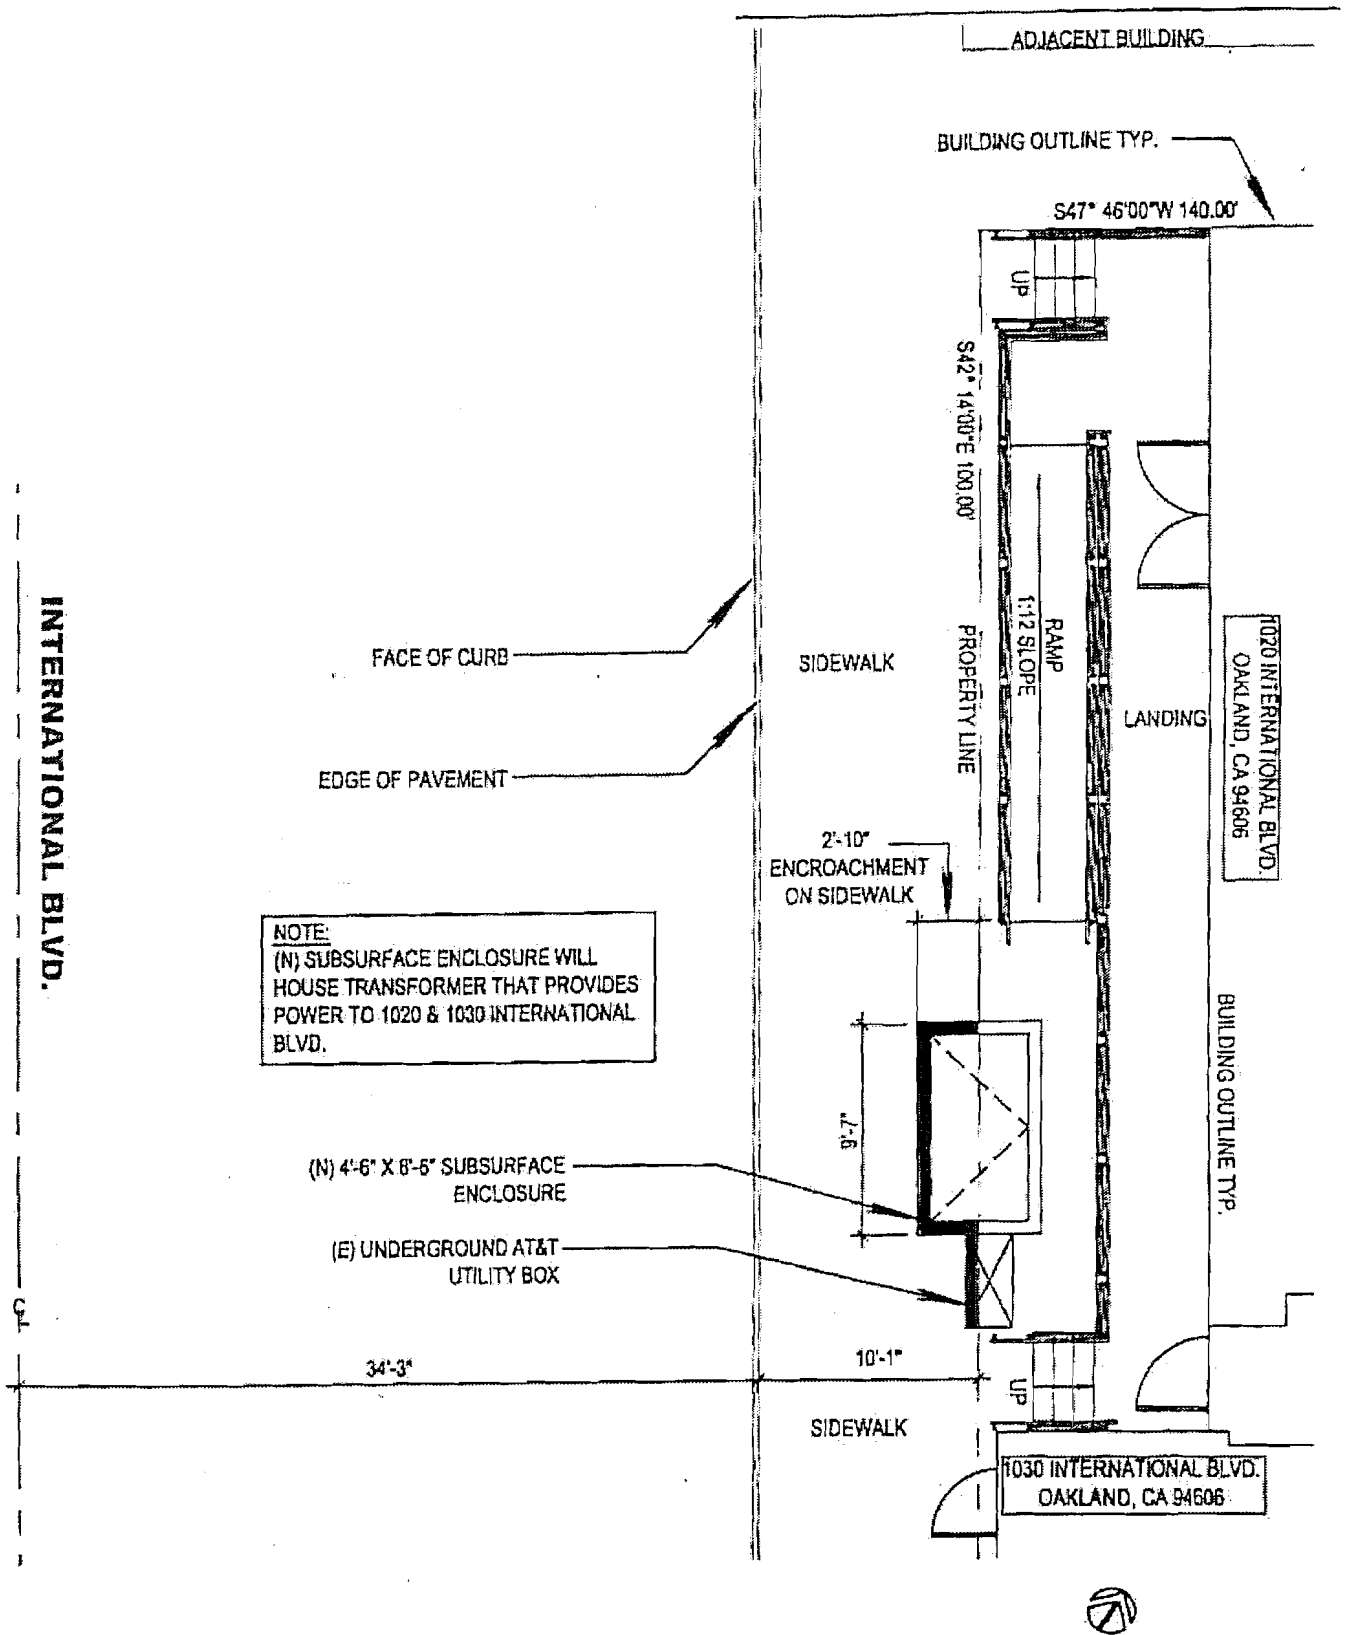 ADJACENT BUILDING
BUILDING OUTLINE TYP.
S47° 46'00"W 140.00'
UP
S42° 14'00"E 100.00'
INTERNATIONAL BLVD.
FACE OF CURB
SIDEWALK
PROPERTY LINE
RAMP
1:12 SLOPE
LANDING
1020 INTERNATIONAL BLVD.
OAKLAND, CA 94606
EDGE OF PAVEMENT
2'-10"
ENCROACHMENT
ON SIDEWALK
NOTE:
(N) SUBSURFACE ENCLOSURE WILL
HOUSE TRANSFORMER THAT PROVIDES
POWER TO 1020 & 1030 INTERNATIONAL
BLVD.
BUILDING OUTLINE TYP.
(N) 4'-6" X 8'-6" SUBSURFACE
ENCLOSURE
(E) UNDERGROUND AT&T
UTILITY BOX
34'-3"
10'-1"
UP
SIDEWALK
1030 INTERNATIONAL BLVD.
OAKLAND, CA 94606